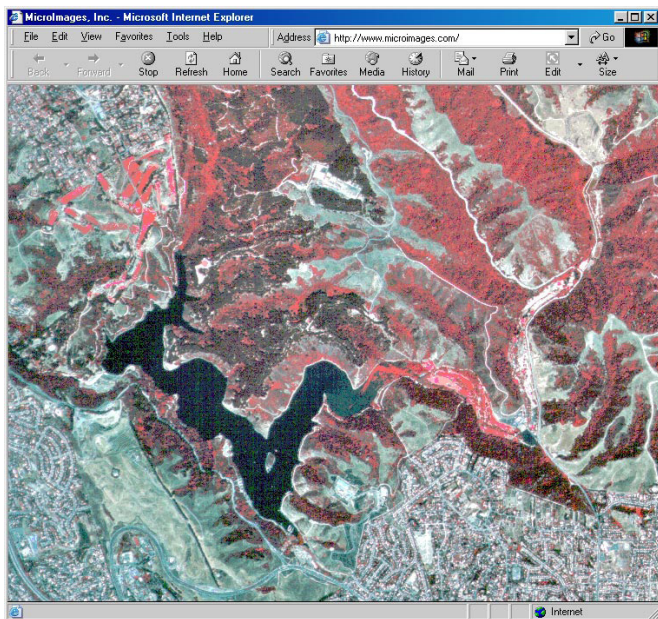 MicroImages, Inc. - Microsoft Internet Explorer
File Edit View Favorites Tools Help Address http://www.microimages.com/ Go
Back Forward Stop Refresh Home Search Favorites Media History Mail Print Edit Size
Internet